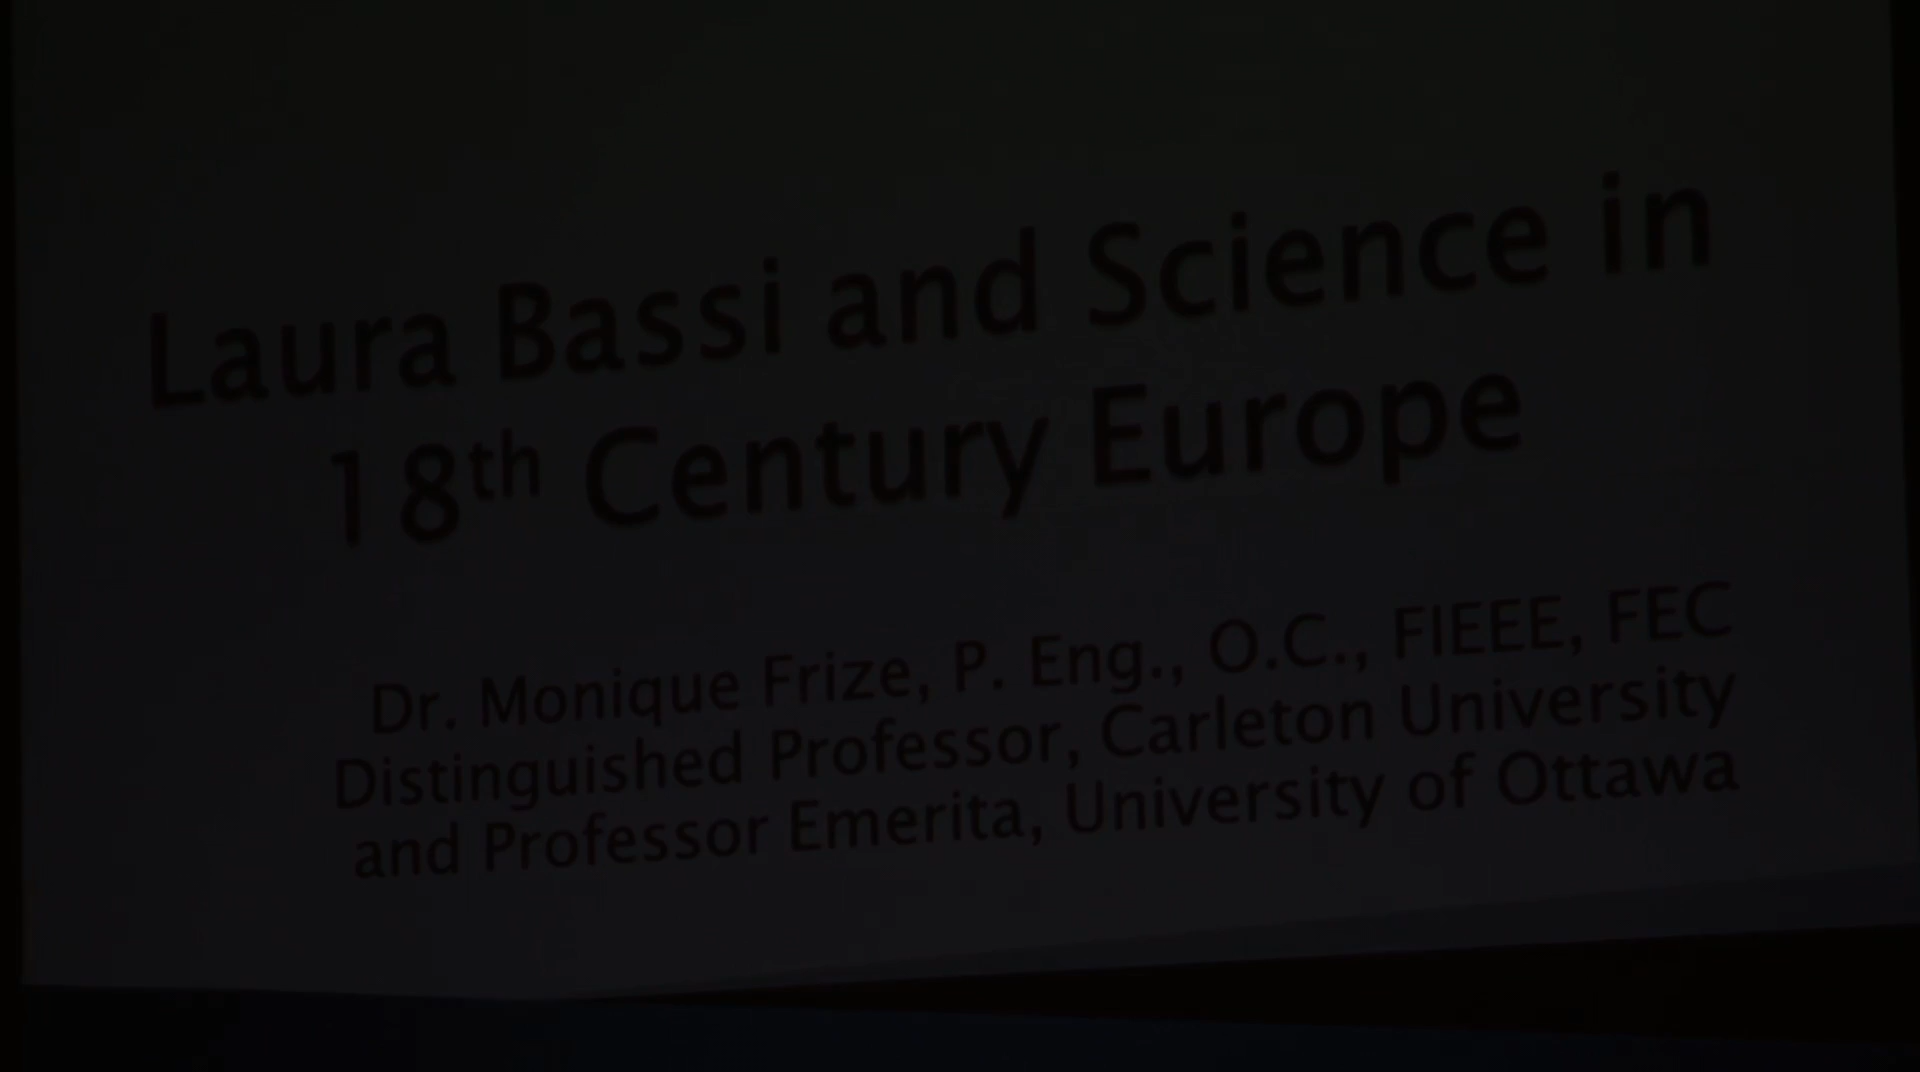 Laura Bassi and Science in
18th Century Europe
Dr. Monique Frize, P. Eng., O.C., FIEEE, FEC
Distinguished Professor, Carleton University
and Professor Emerita, University of Ottawa